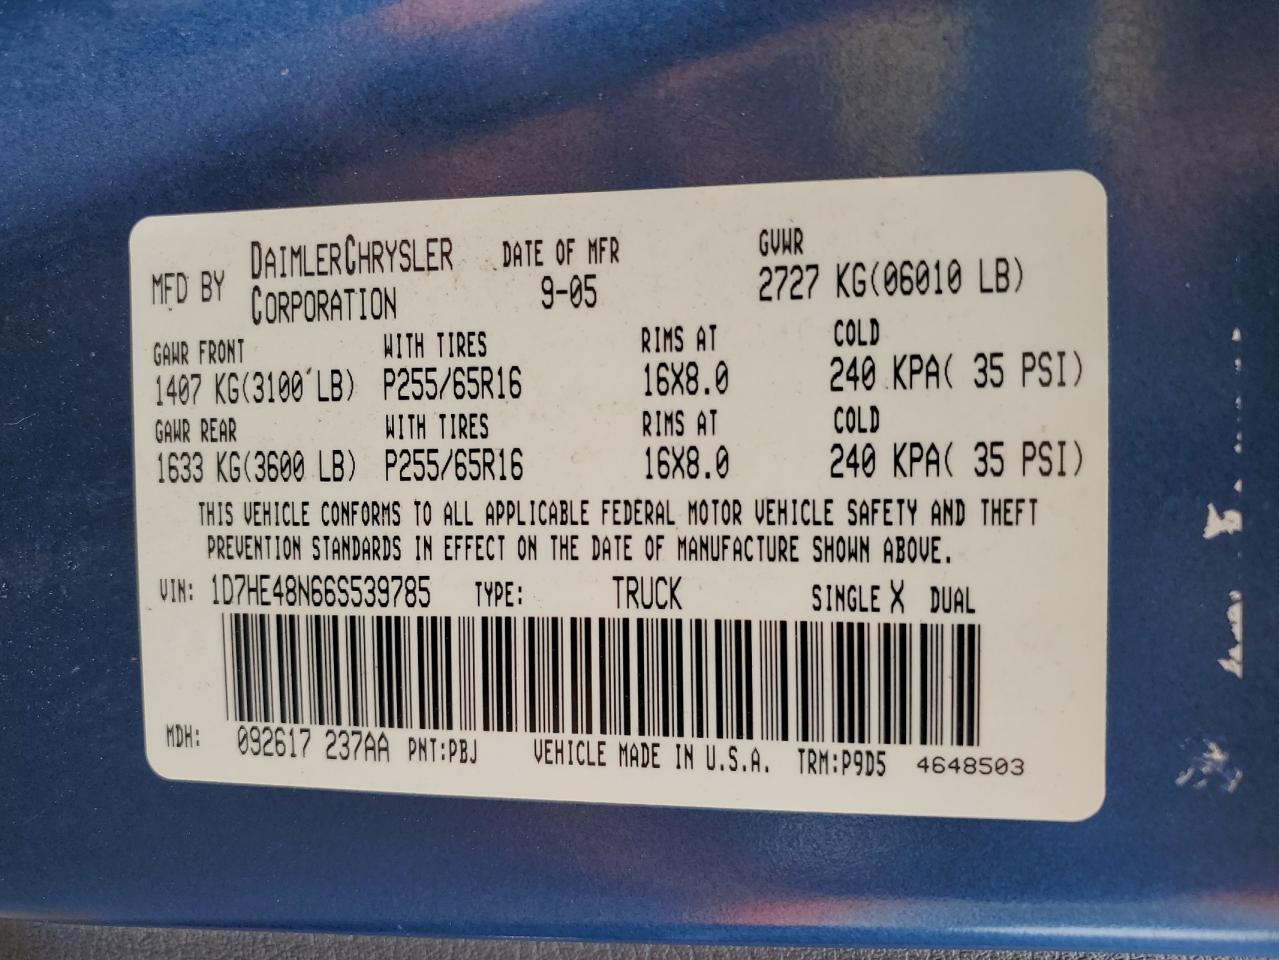 MFD BY DAIMLERCHRYSLER CORPORATION DATE OF MFR 9-05 GVWR 2727 KG(06010 LB)
GAWR FRONT WITH TIRES RIMS AT COLD
1407 KG(3100 LB) P255/65R16 16X8.0 240 KPA( 35 PSI)
GAWR REAR WITH TIRES RIMS AT COLD
1633 KG(3600 LB) P255/65R16 16X8.0 240 KPA( 35 PSI)
THIS VEHICLE CONFORMS TO ALL APPLICABLE FEDERAL MOTOR VEHICLE SAFETY AND THEFT
PREVENTION STANDARDS IN EFFECT ON THE DATE OF MANUFACTURE SHOWN ABOVE.
VIN: 1D7HE48N66S539785 TYPE: TRUCK SINGLE X DUAL
MDH: 092617 237AA PNT:PBJ VEHICLE MADE IN U.S.A. TRM:P9D5 4648503